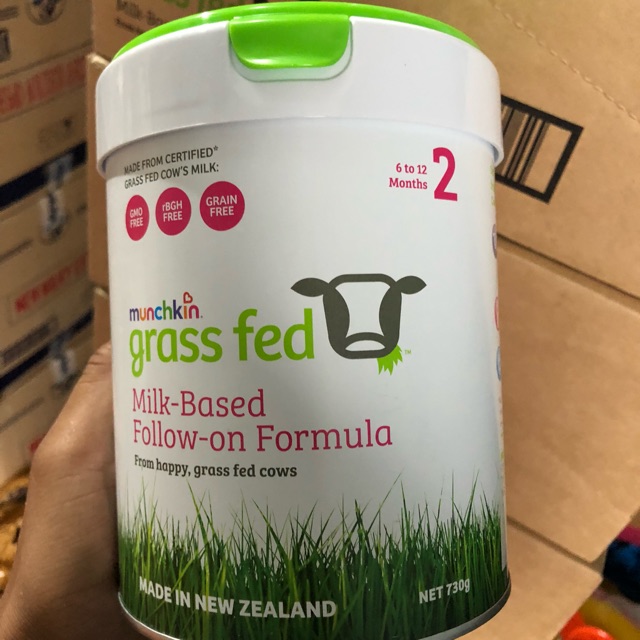 MADE FROM CERTIFIED*
GRASS FED COW'S MILK:
GMO
FREE
rBGH
FREE
GRAIN
FREE
6 to 12
Months
2
munchkin.
grass fed
TM
Milk-Based
Follow-on Formula
From happy, grass fed cows
MADE IN NEW ZEALAND
NET 730g